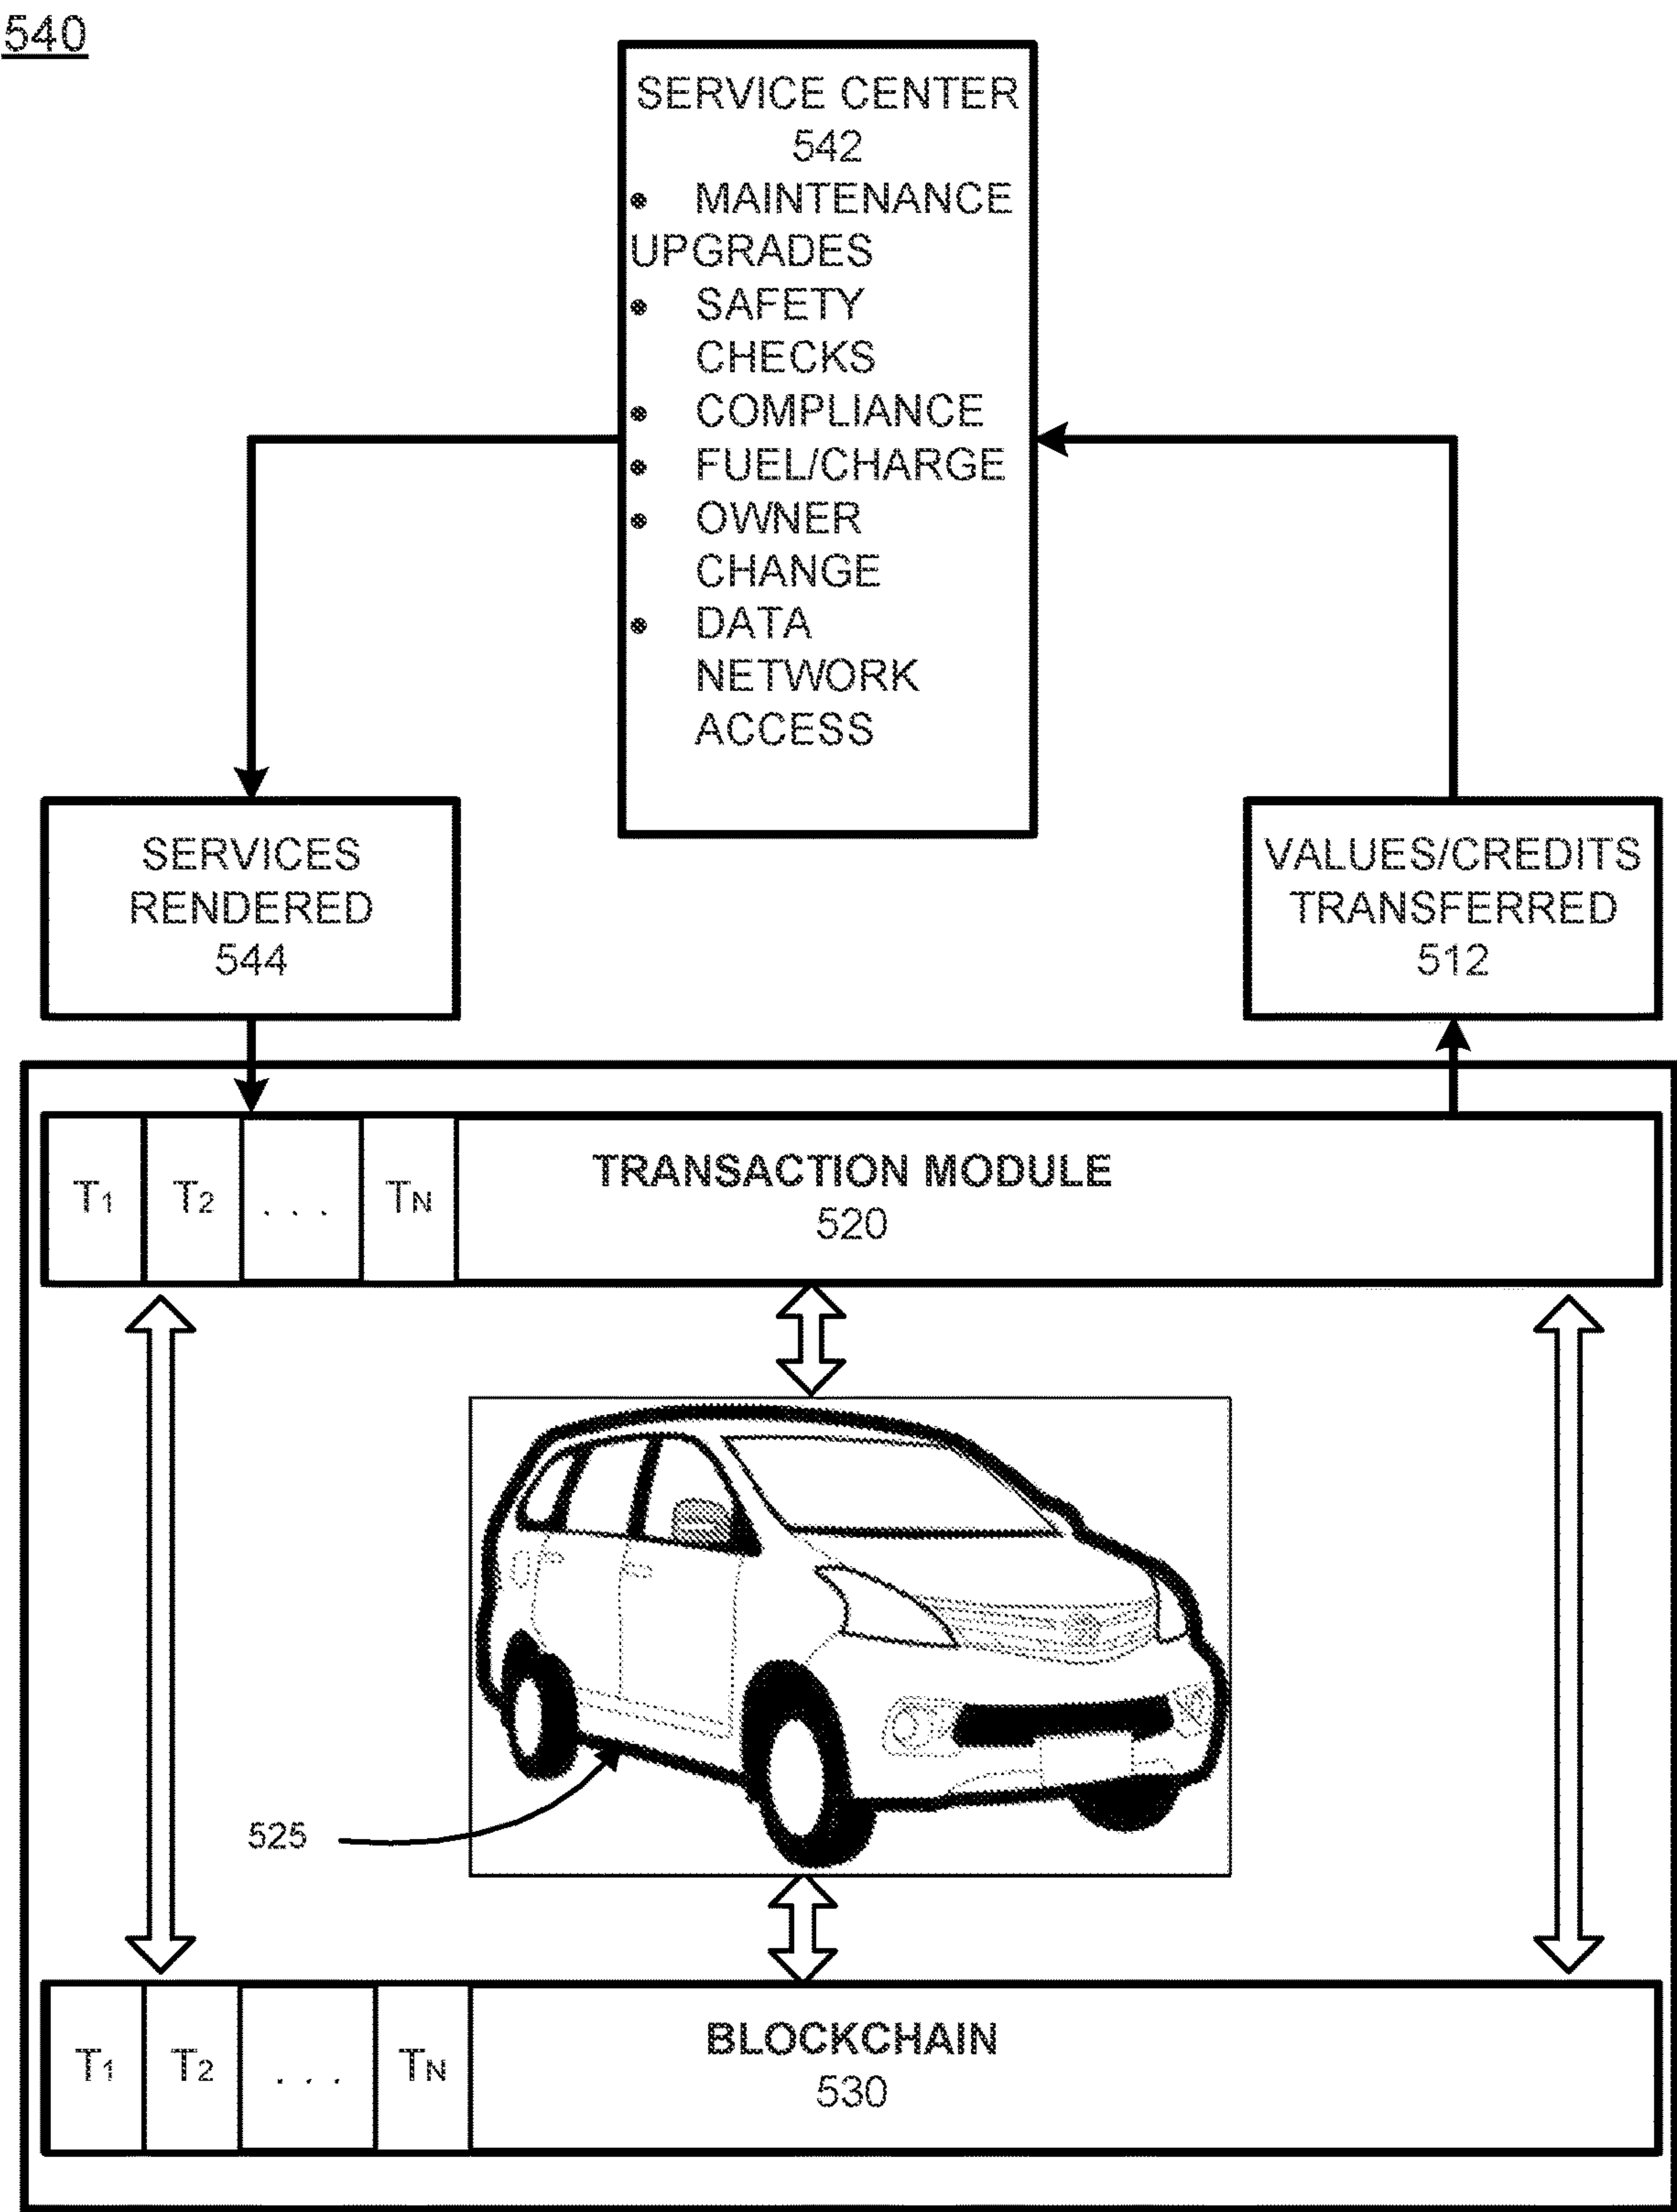 540
SERVICE CENTER
542
• MAINTENANCE
UPGRADES
• SAFETY
CHECKS
• COMPLIANCE
• FUEL/CHARGE
• OWNER
CHANGE
• DATA
NETWORK
ACCESS
SERVICES
RENDERED
544
VALUES/CREDITS
TRANSFERRED
512
T1 T2 . . . TN
TRANSACTION MODULE
520
525
T1 T2 . . . TN
BLOCKCHAIN
530